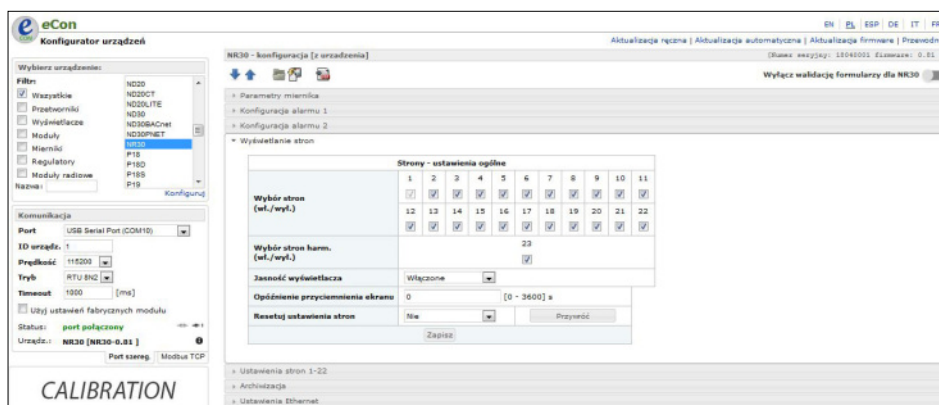 eCon
Konfigurator urządzeń
EN | PL | ESP | DE | IT | FR
Aktualizacja ręczna | Aktualizacja automatyczna | Aktualizacja firmware | Przewodn
Wybierz urządzenie:
Filtr:
Wszystkie
Przetworniki
Wyświetlacze
Moduły
Mierniki
Regulatory
Moduły radiowe
Nazwa:
ND20
ND20CT
ND20LITE
ND30
ND30BACnet
ND30PNET
NR30
P18
P18D
P18S
P19
Konfiguruj
Komunikacja
Port USB Serial Port (COM10)
ID urządz. 1
Prędkość 115200
Tryb RTU 8N2
Timeout 1000 [ms]
Użyj ustawień fabrycznych modułu
Status: port połączony
Urządz.: NR30 [NR30-0.81 ]
Port szereg. Modbus TCP
CALIBRATION
NR30 - konfiguracja [z urzadzenia]
[Numer seryjny: 18040001 firmware: 0.81
Wyłącz walidację formularzy dla NR30
Parametry miernika
Konfiguracja alarmu 1
Konfiguracja alarmu 2
Wyświetlanie stron
Strony - ustawienia ogólne
Wybór stron
(wł./wył.)
1 2 3 4 5 6 7 8 9 10 11
12 13 14 15 16 17 18 19 20 21 22
Wybór stron harm.
(wł./wył.)
23
Jasność wyświetlacza Włączone
Opóźnienie przyciemnienia ekranu 0 [0 - 3600] s
Resetuj ustawienia stron Nie Przywróć
Zapisz
Ustawienia stron 1-22
Archiwizacja
Ustawienia Ethernet